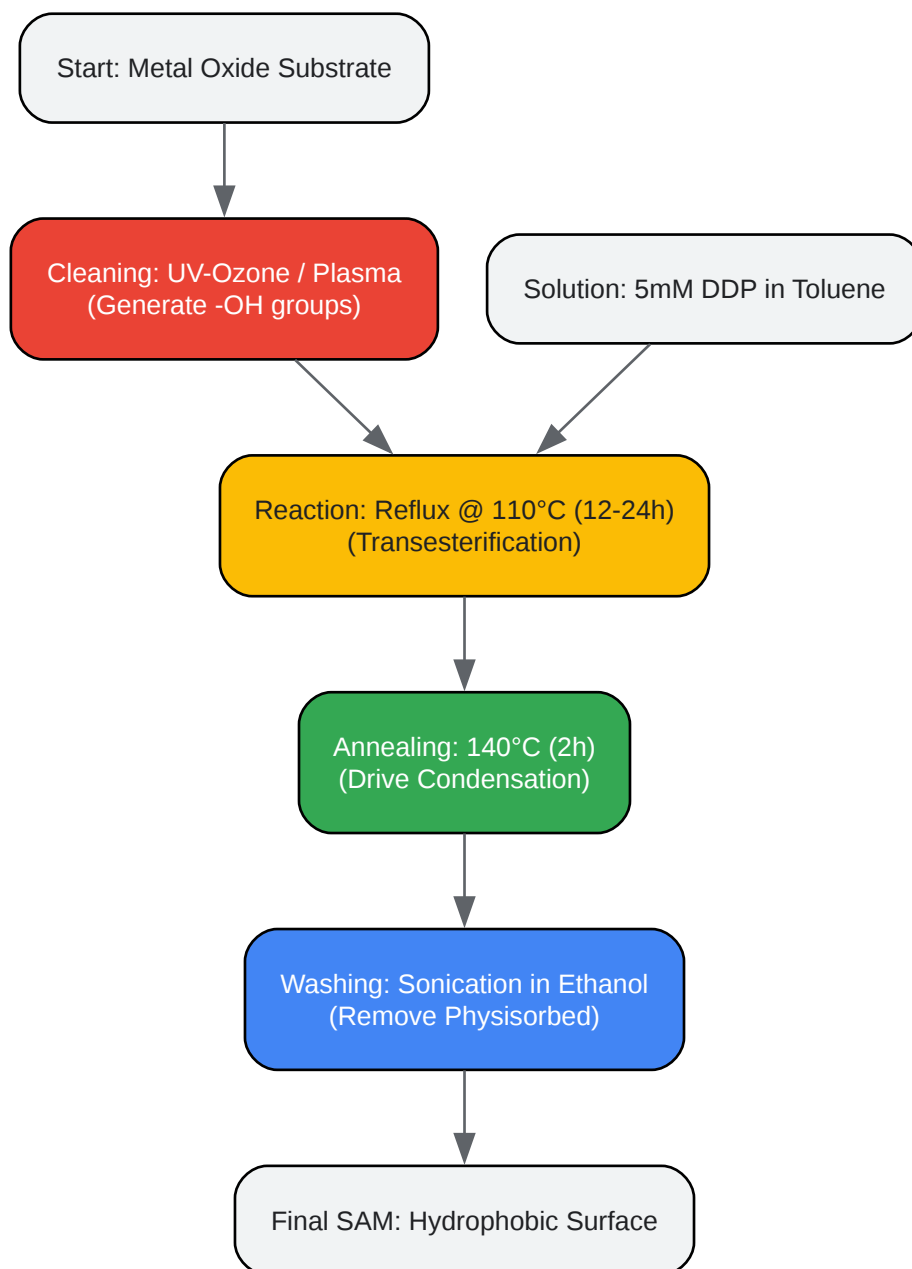 Start: Metal Oxide Substrate
Cleaning: UV-Ozone / Plasma
(Generate -OH groups)
Solution: 5mM DDP in Toluene
Reaction: Reflux @ 110°C (12-24h)
(Transesterification)
Annealing: 140°C (2h)
(Drive Condensation)
Washing: Sonication in Ethanol
(Remove Physisorbed)
Final SAM: Hydrophobic Surface